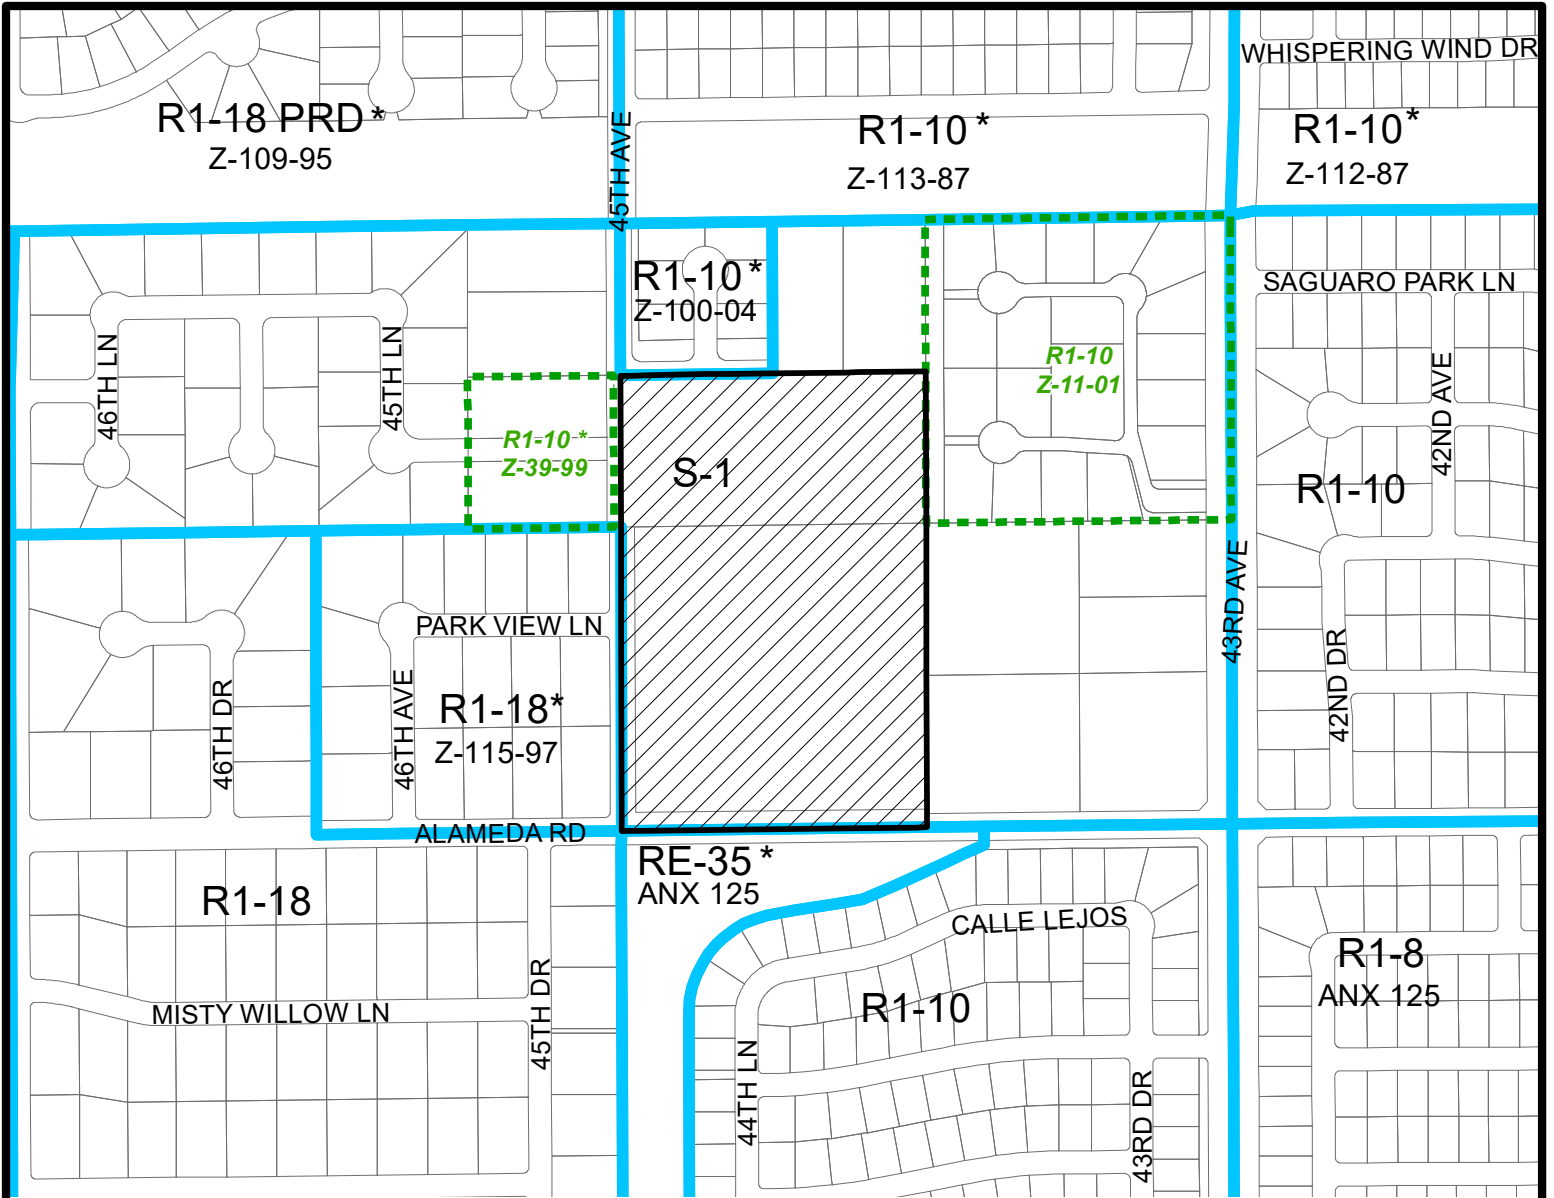 WHISPERING WIND DR
R1-18 PRD*
Z-109-95
45TH AVE
R1-10*
Z-113-87
R1-10*
Z-112-87
R1-10*
Z-100-04
SAGUARO PARK LN
46TH LN
45TH LN
R1-10
Z-11-01
42ND AVE
R1-10*
Z-39-99
S-1
R1-10
43RD AVE
PARK VIEW LN
46TH DR
46TH AVE
R1-18*
Z-115-97
42ND DR
ALAMEDA RD
RE-35*
ANX 125
R1-18
CALLE LEJOS
R1-8
ANX 125
MISTY WILLOW LN
45TH DR
R1-10
44TH LN
43RD DR